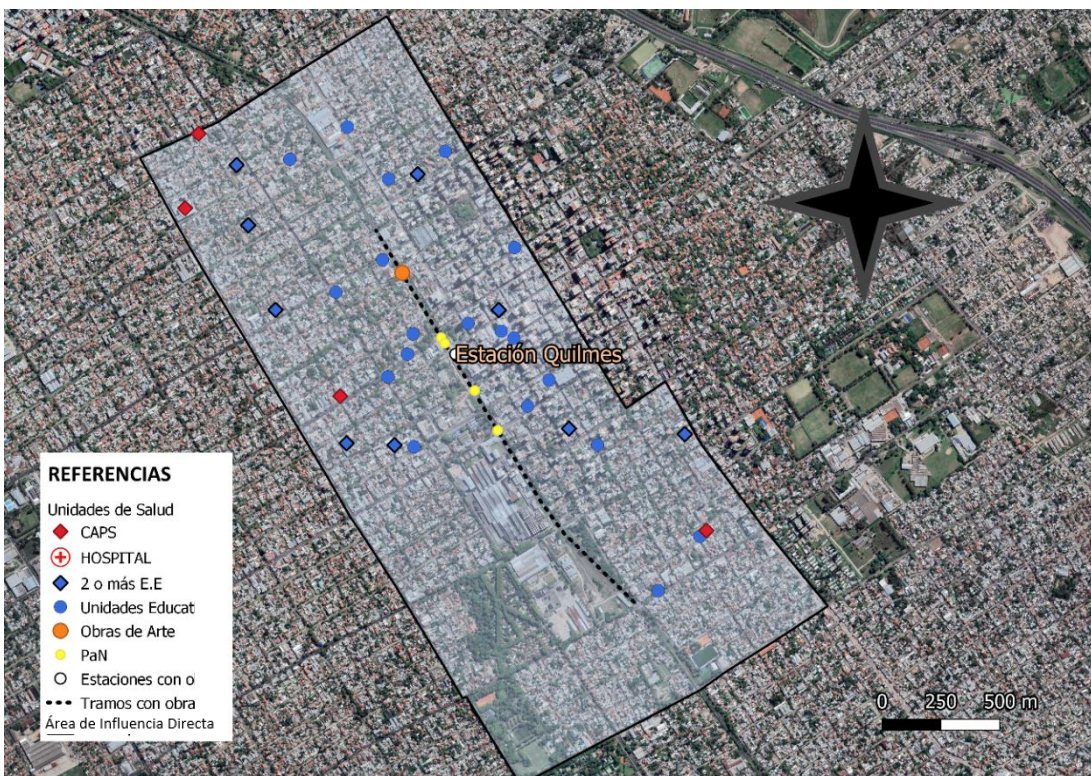 Estación Quilmes
REFERENCIAS
Unidades de Salud
CAPS
HOSPITAL
2 o más E.E
Unidades Educat
Obras de Arte
PaN
Estaciones con o
Tramos con obra
Área de Influencia Directa
0 250 500 m